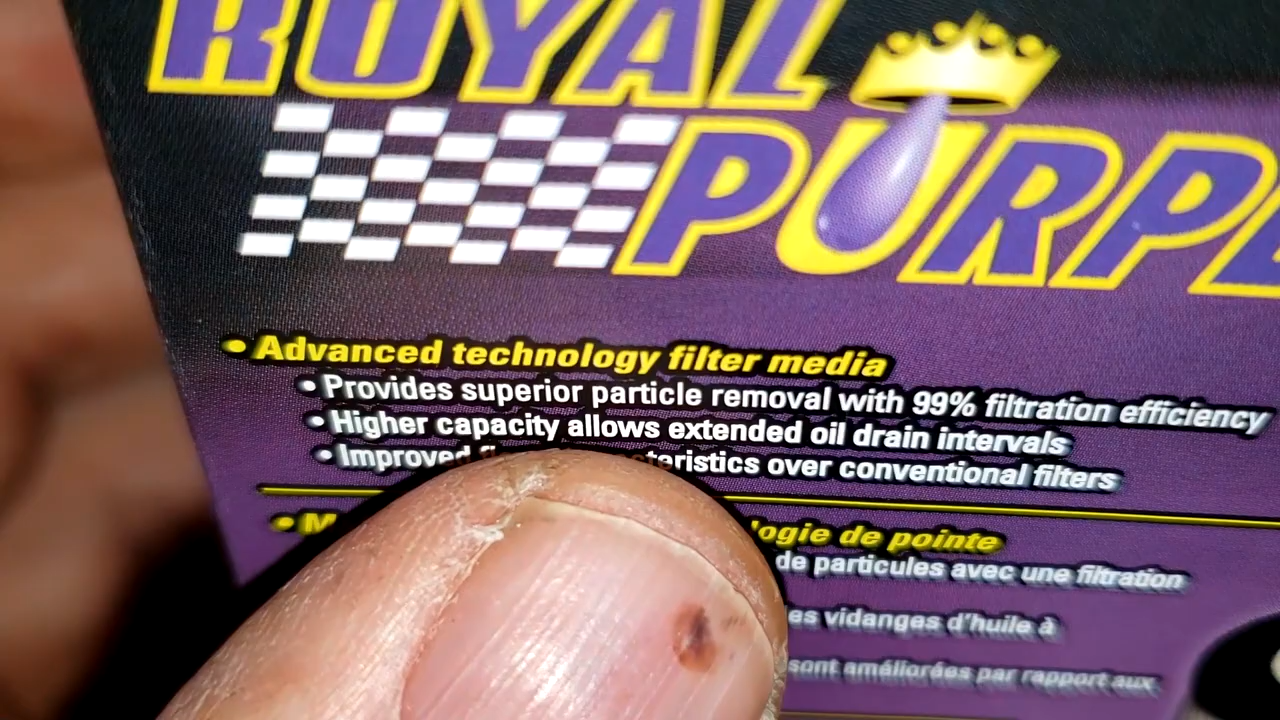 ROYAL
PURPL
• Advanced technology filter media
• Provides superior particle removal with 99% filtration efficiency
• Higher capacity allows extended oil drain intervals
• Improved teristics over conventional filters
• M logie de pointe
de particules avec une filtration
es vidanges d'huile à
sont améliorées par rapport aux